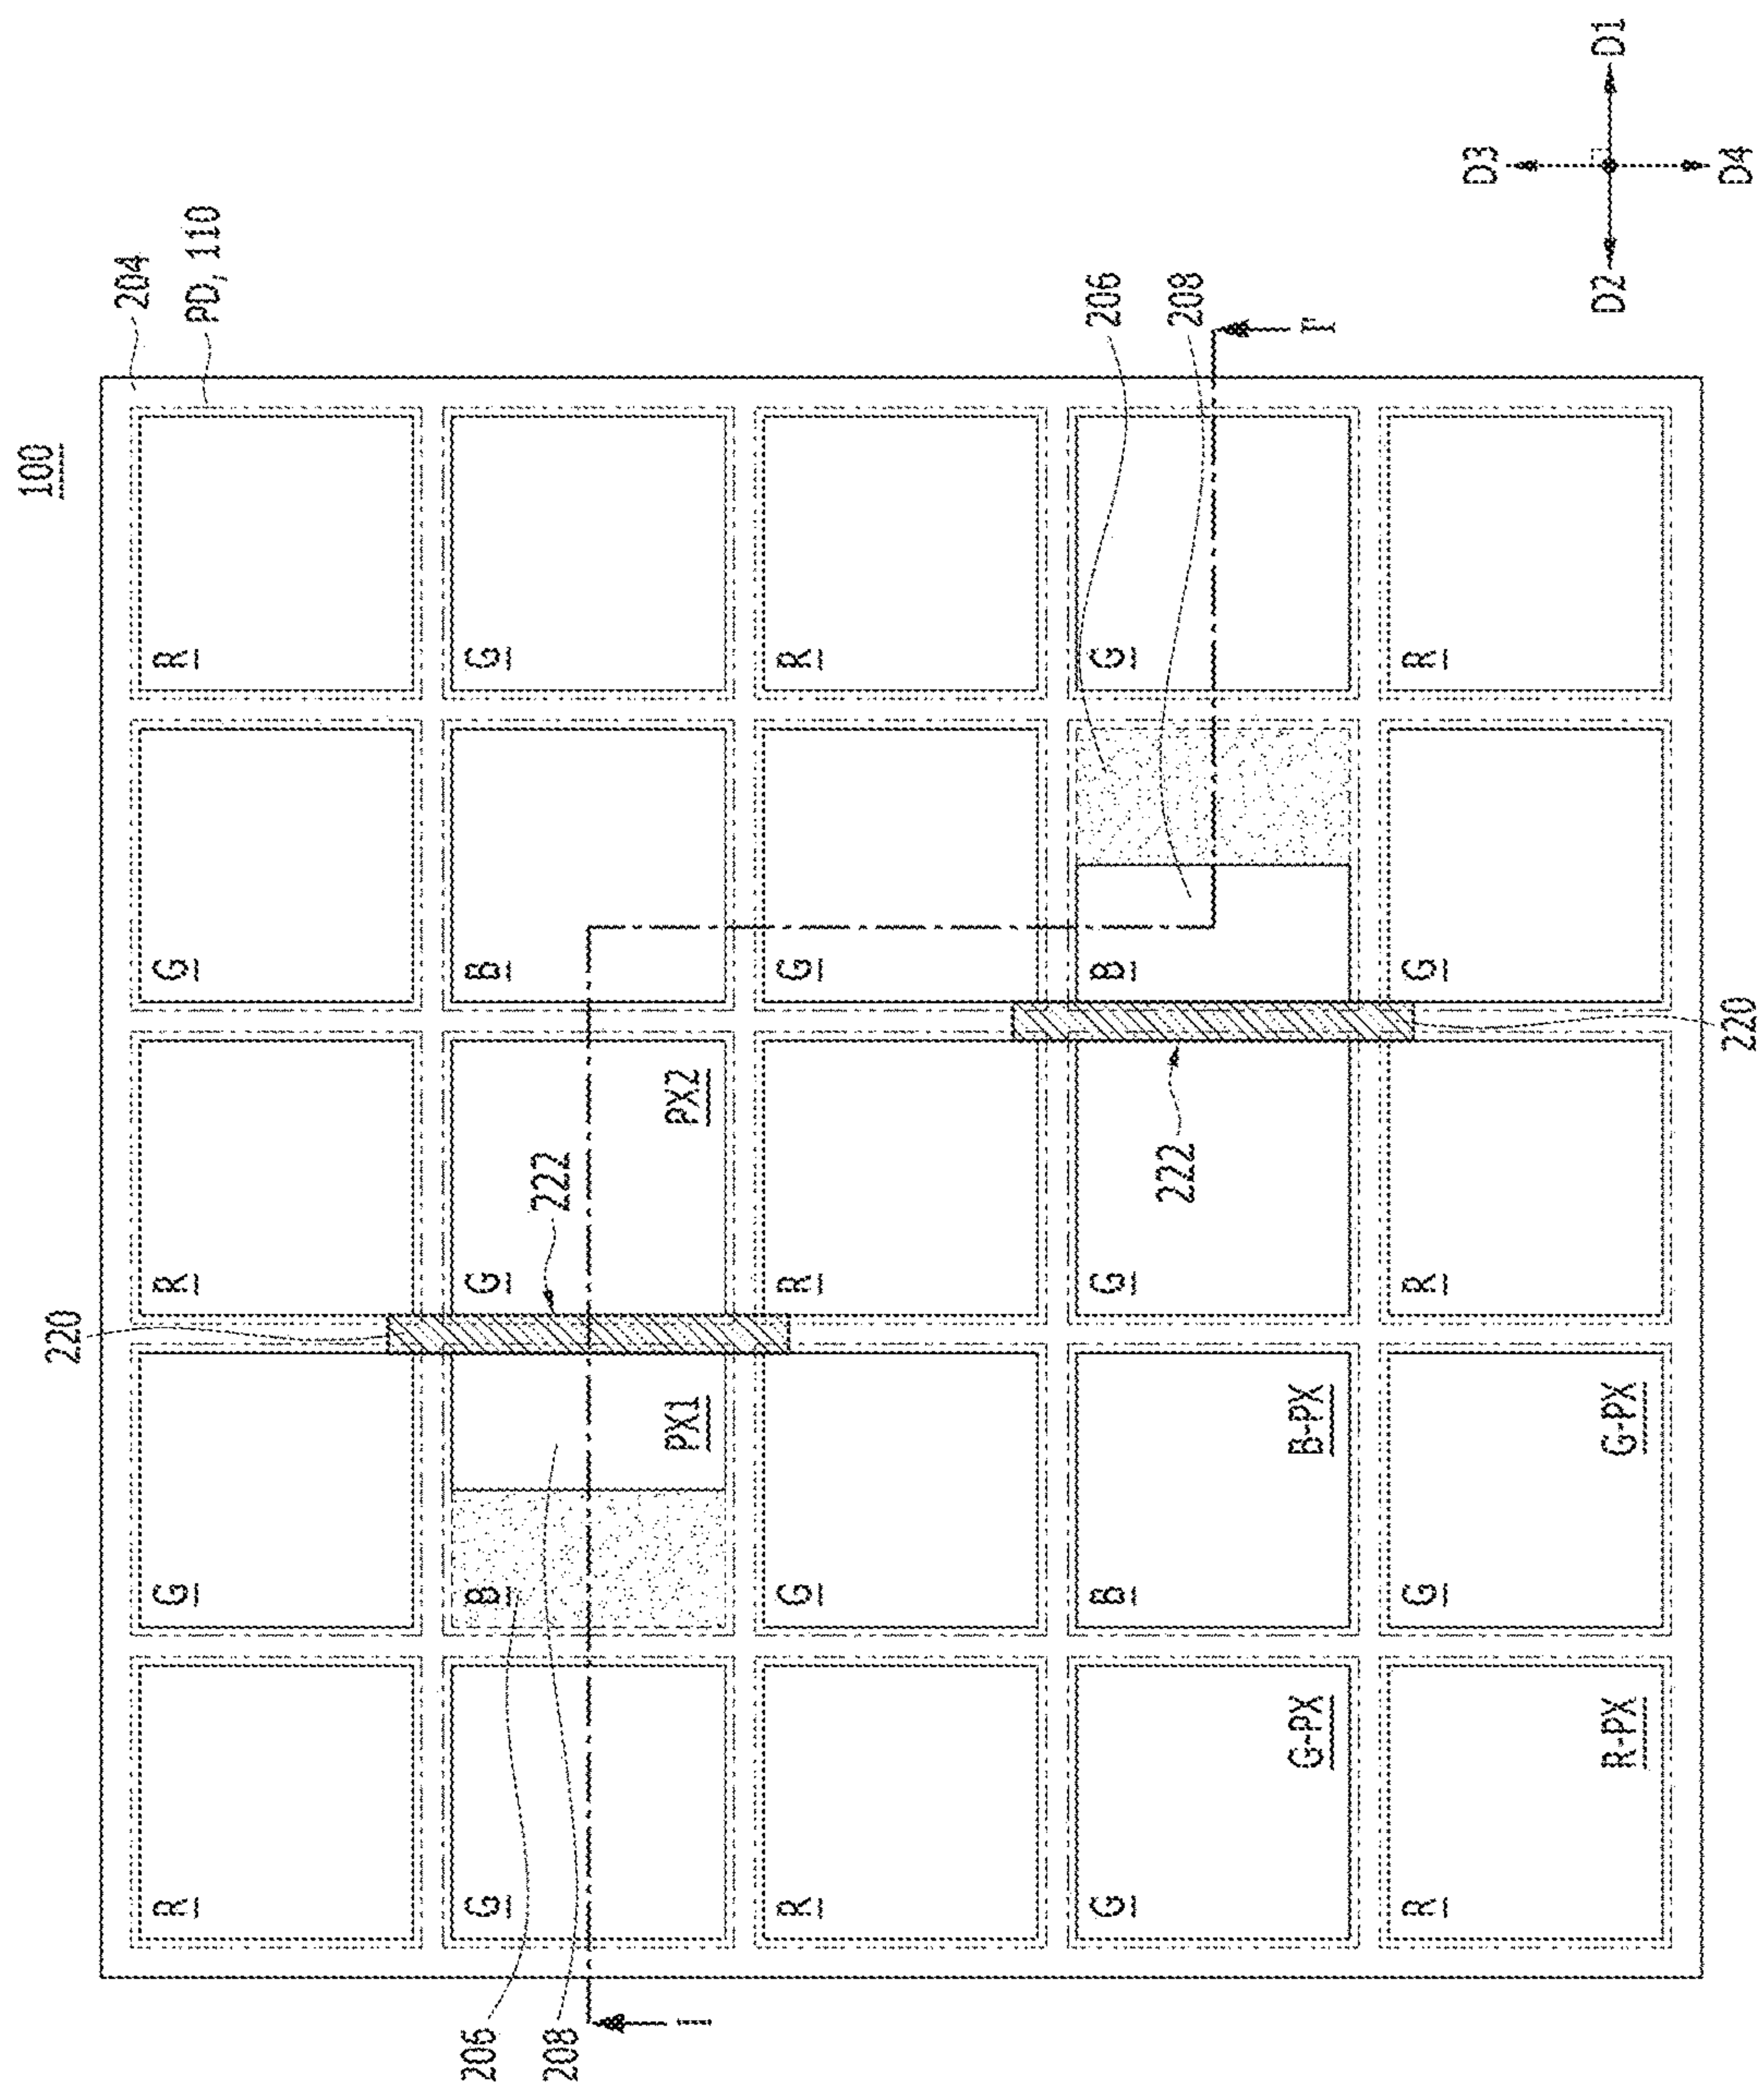 100
220
204
R G R G R
PD, 110
206
G B G B G
208
222
I
PX1 PX2
R G R G R
G B G B G
206
222
208
G-PX B-PX
I'
R G R G R
D3
R-PX G-PX
D2 D1
220
D4